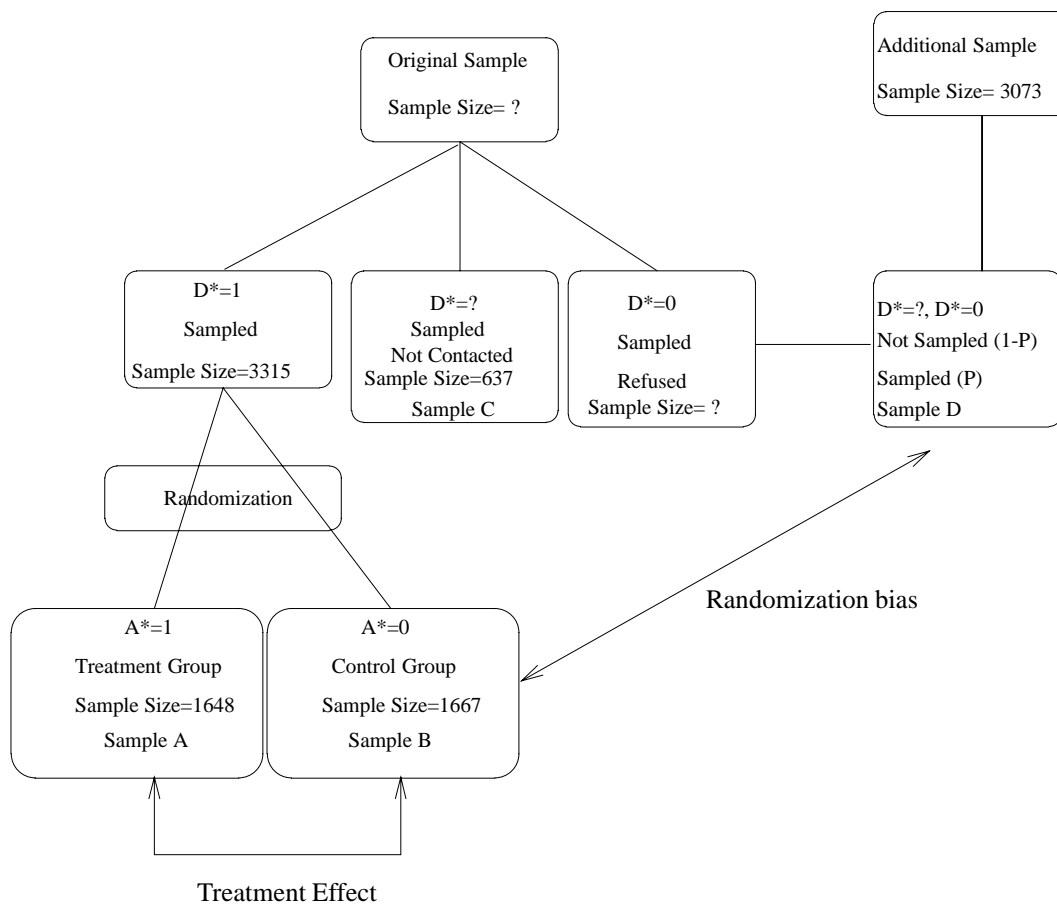 Original Sample
Sample Size= ?
Additional Sample
Sample Size= 3073
D*=1
Sampled
Sample Size=3315
D*=?
Sampled
Not Contacted
Sample Size=637
Sample C
D*=0
Sampled
Refused
Sample Size= ?
D*=?, D*=0
Not Sampled (1-P)
Sampled (P)
Sample D
Randomization
Randomization bias
A*=1
Treatment Group
Sample Size=1648
Sample A
A*=0
Control Group
Sample Size=1667
Sample B
Treatment Effect